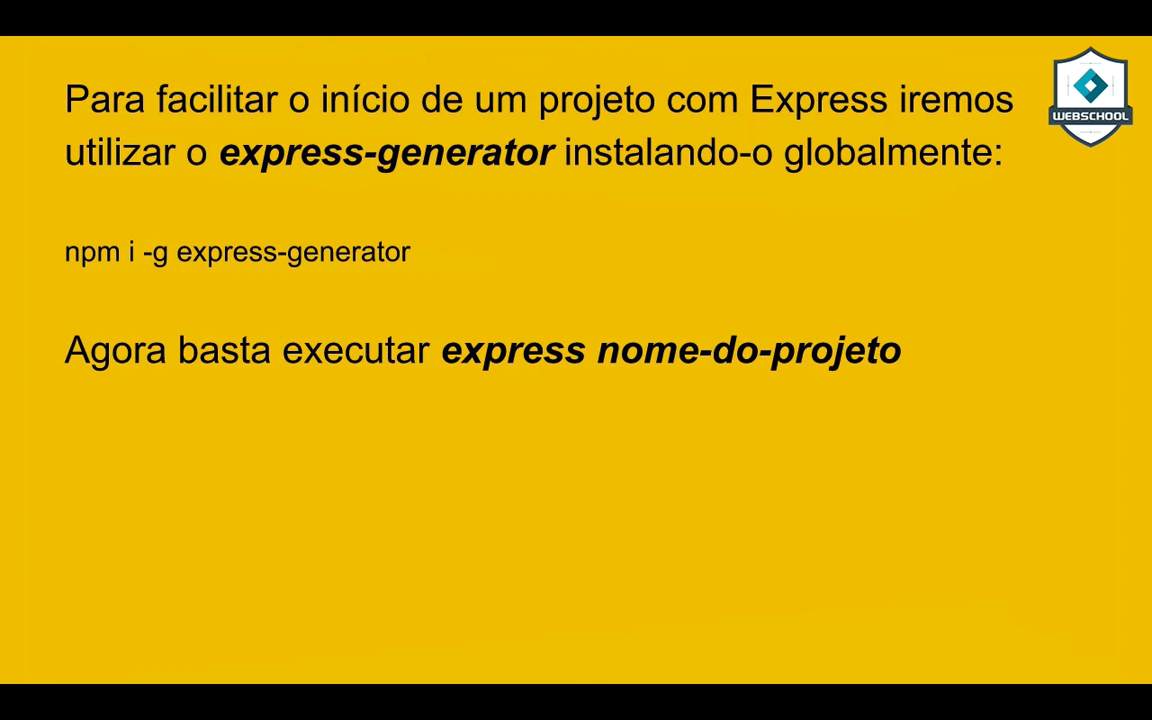 Para facilitar o início de um projeto com Express iremos
utilizar o express-generator instalando-o globalmente:
WEBSCHOOL
npm i -g express-generator
Agora basta executar express nome-do-projeto